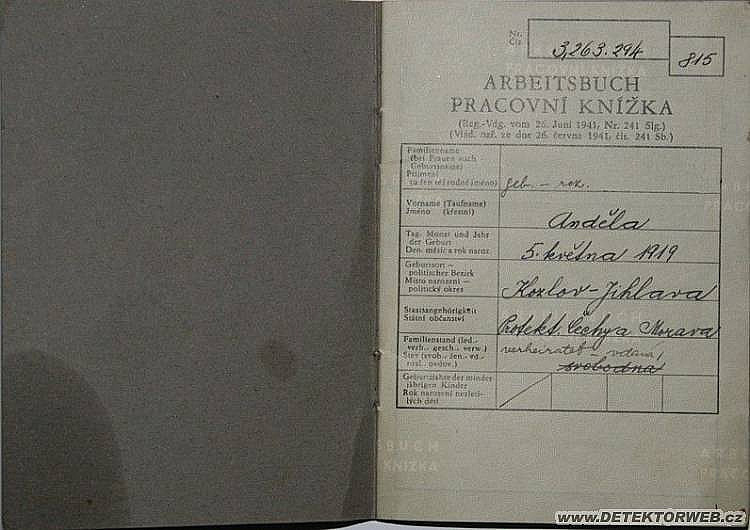 Nr.
Čís.
3,263.294
815
ARBEITSBUCH
PRACOVNÍ KNÍŽKA
(Reg.-Vdg. vom 26. Juni 1941, Nr. 241 Slg.)
(Vlád. nař. ze dne 26. června 1941, čís. 241 Sb.)
Familienname
(bei Frauen auch
Geburtsname)
Příjmení
(u žen též rodné jméno)
geb. - roz.
Vorname (Taufname)
Jméno (křestní)
Anděla
Tag, Monat und Jahr
der Geburt
Den, měsíc a rok naroz.
5. května 1919
Geburtsort —
politischer Bezirk
Místo narození —
politický okres
Kozlov - Jihlava
Staatsangehörigkeit
Státní občanství
Protekt. Čechy a Morava
Familienstand (led.,
verh., gesch., verw.)
Stav (svob., žen., vd.,
rozl., ovdov.)
verheiratet - vdaná
svobodná
Geburtsjahre der minder-
jährigen Kinder
Rok narození nezleti-
lých dětí
BUCH
KNÍŽKA
WWW.DETEKTORWEB.CZ